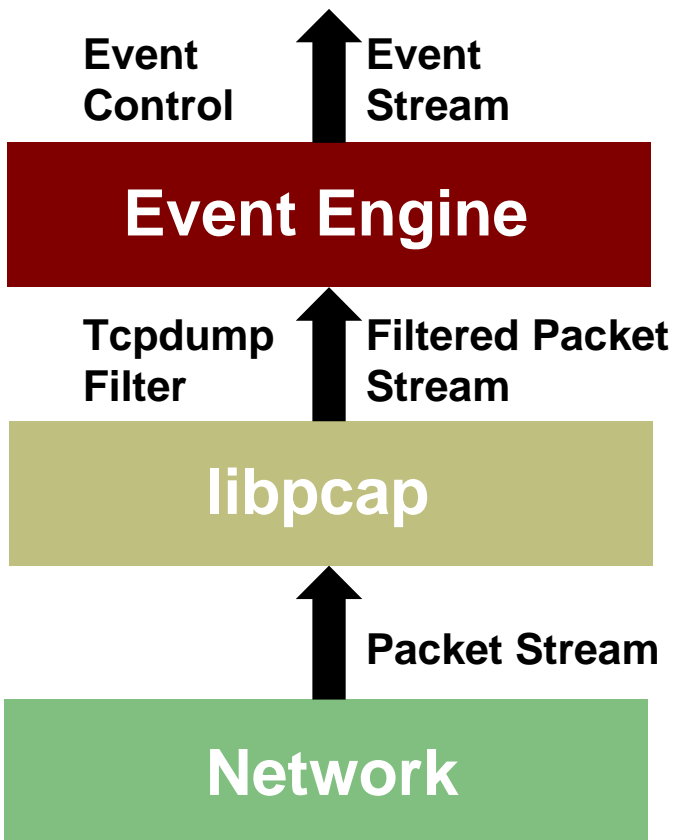 Event
Control
Event
Stream
Event Engine
Tcpdump
Filter
Filtered Packet
Stream
libpcap
Packet Stream
Network